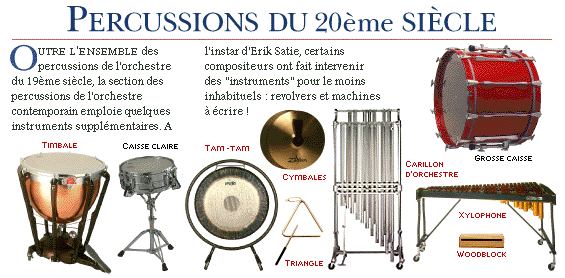 PERCUSSIONS DU 20ème SIÈCLE
OUTRE L'ENSEMBLE des
percussions de l'orchestre
du 19ème siècle, la section des
percussions de l'orchestre
contemporain emploie quelques
instruments supplémentaires. A
l'instar d'Erik Satie, certains
compositeurs ont fait intervenir
des "instruments" pour le moins
inhabituels : revolvers et machines
à écrire !
TIMBALE
CAISSE CLAIRE
TAM-TAM
CYMBALES
TRIANGLE
CARILLON
D'ORCHESTRE
GROSSE CAISSE
XYLOPHONE
WOODBLOCK